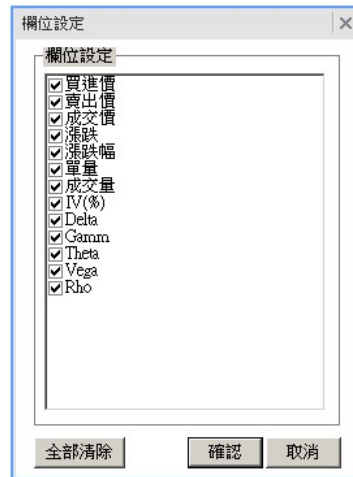 欄位設定
欄位設定
買進價
賣出價
成交價
漲跌
漲跌幅
單量
成交量
IV(%)
Delta
Gamm
Theta
Vega
Rho
全部清除 確認 取消